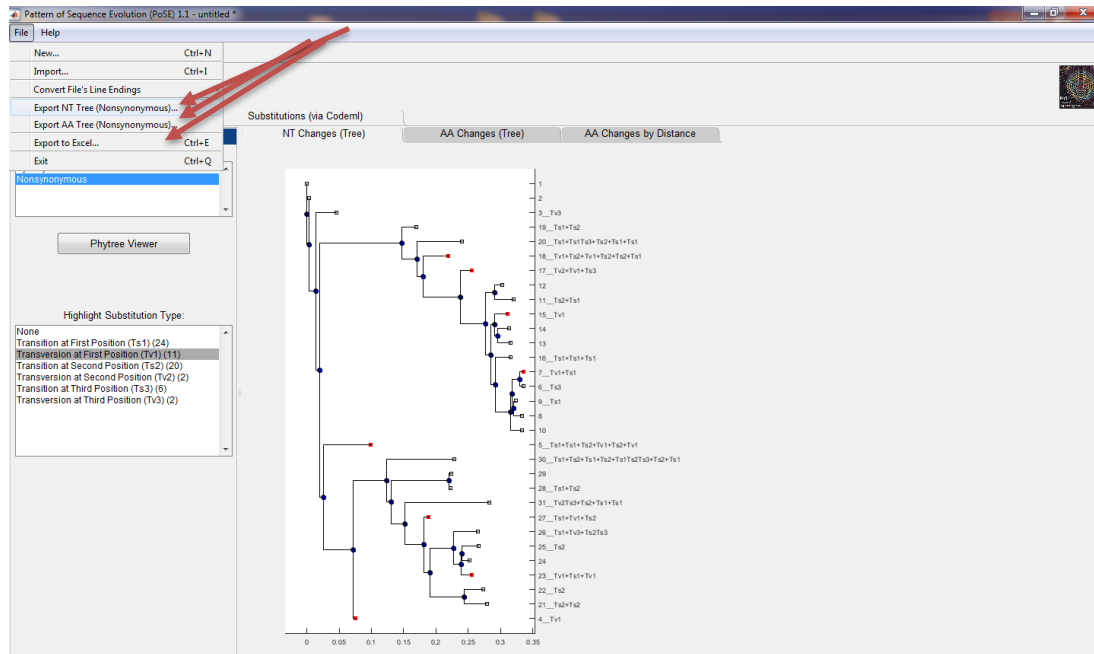 Pattern of Sequence Evolution (PoSE) 1.1 - untitled *
File Help
New... Ctrl+N
Import... Ctrl+I
Convert File's Line Endings
Export NT Tree (Nonsynonymous)...
Export AA Tree (Nonsynonymous)...
Export to Excel... Ctrl+E
Exit Ctrl+Q
Substitutions (via Codeml)
NT Changes (Tree) AA Changes (Tree) AA Changes by Distance
Nonsynonymous
Phytree Viewer
Highlight Substitution Type:
None
Transition at First Position (Ts1) (24)
Transversion at First Position (Tv1) (11)
Transition at Second Position (Ts2) (20)
Transversion at Second Position (Tv2) (2)
Transition at Third Position (Ts3) (6)
Transversion at Third Position (Tv3) (2)
1
2
3__Tv3
19__Ts1+Ts2
20__Ts1+Ts1Ts3+Ts2+Ts1+Ts1
18__Tv1+Ts2+Tv1+Ts2+Ts2+Ts1
17__Tv2+Tv1+Ts3
12
11__Ts2+Ts1
15__Tv1
14
13
16__Ts1+Ts1+Ts1
7__Tv1+Ts1
6__Ts3
9__Ts1
8
10
5__Ts1+Ts1+Ts2+Tv1+Ts2+Tv1
30__Ts1+Ts2+Ts1+Ts2+Ts1Ts2Ts3+Ts2+Ts1
29
28__Ts1+Ts2
31__Tv2Ts3+Ts2+Ts1+Ts1
27__Ts1+Tv1+Ts2
26__Ts1+Tv3+Ts2Ts3
25__Ts2
24
23__Tv1+Ts1+Tv1
22__Ts2
21__Ts2+Ts2
4__Tv1
0 0.05 0.1 0.15 0.2 0.25 0.3 0.35